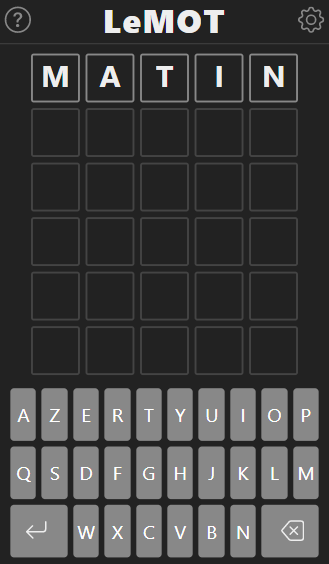 ? LeMOT
M A T I N
A Z E R T Y U I O P
Q S D F G H J K L M
W X C V B N